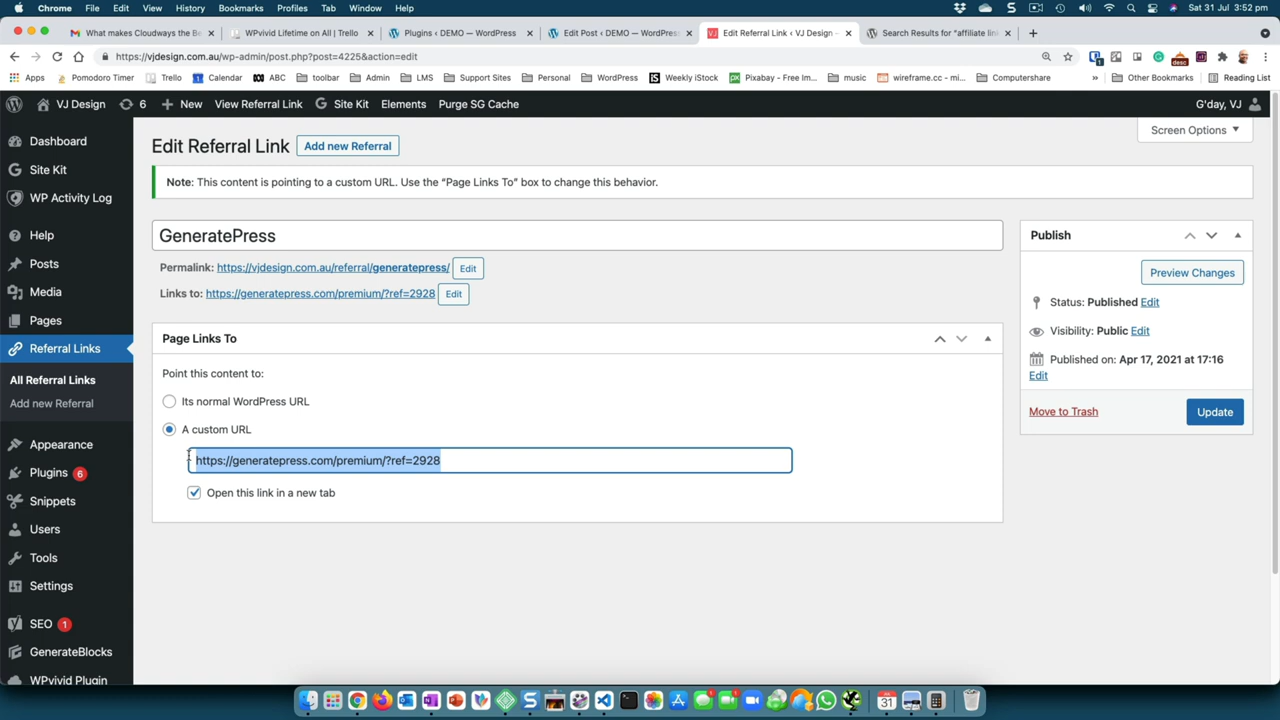 Chrome File Edit View History Bookmarks Profiles Tab Window Help Sat 31 Jul 3:52 pm
What makes Cloudways the Be WPvivid Lifetime on All | Trello Plugins ‹ DEMO — WordPress Edit Post ‹ DEMO — WordPress Edit Referral Link ‹ VJ Design – Search Results for "affiliate lin
https://vjdesign.com.au/wp-admin/post.php?post=4225&action=edit
Apps Pomodoro Timer Trello Calendar ABC toolbar Admin LMS Support Sites Personal WordPress Weekly iStock Pixabay - Free Im... music wireframe.cc - mi... Computershare » Other Bookmarks Reading List
VJ Design 6 New View Referral Link Site Kit Elements Purge SG Cache G'day, VJ
Screen Options
Edit Referral Link Add new Referral
Note: This content is pointing to a custom URL. Use the “Page Links To” box to change this behavior.
GeneratePress
Permalink: https://vjdesign.com.au/referral/generatepress/ Edit
Links to: https://generatepress.com/premium/?ref=2928 Edit
Page Links To
Point this content to:
Its normal WordPress URL
A custom URL
https://generatepress.com/premium/?ref=2928
Open this link in a new tab
Publish
Preview Changes
Status: Published Edit
Visibility: Public Edit
Published on: Apr 17, 2021 at 17:16
Edit
Move to Trash Update
Dashboard
Site Kit
WP Activity Log
Help
Posts
Media
Pages
Referral Links
All Referral Links
Add new Referral
Appearance
Plugins 6
Snippets
Users
Tools
Settings
SEO 1
GenerateBlocks
WPvivid Plugin